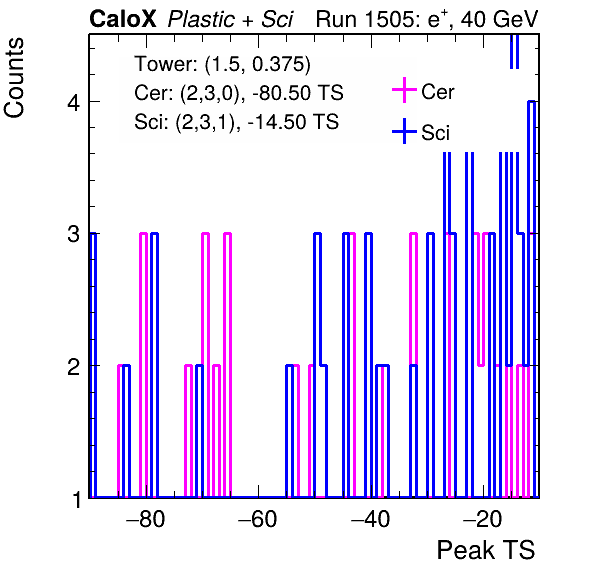 CaloX Plastic + Sci Run 1505: e⁺, 40 GeV
Tower: (1.5, 0.375)
Cer: (2,3,0), -80.50 TS
Sci: (2,3,1), -14.50 TS
Cer
Sci
Counts
4
3
2
1
−80 −60 −40 −20
Peak TS